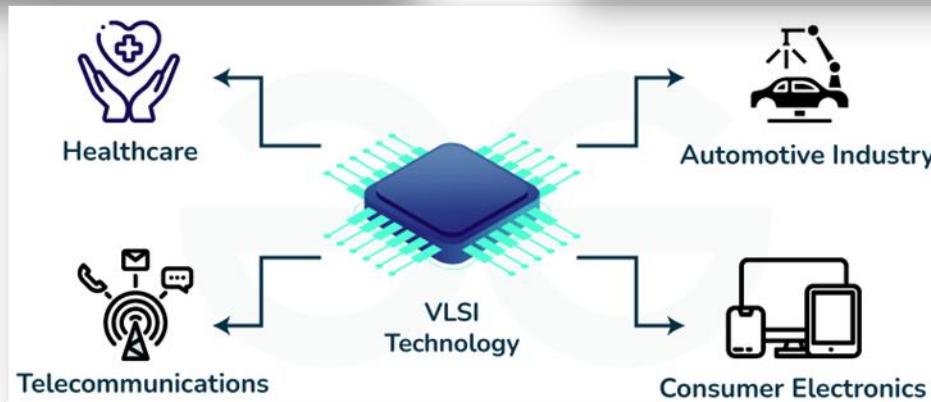 Healthcare
Automotive Industry
VLSI
Technology
Telecommunications
Consumer Electronics